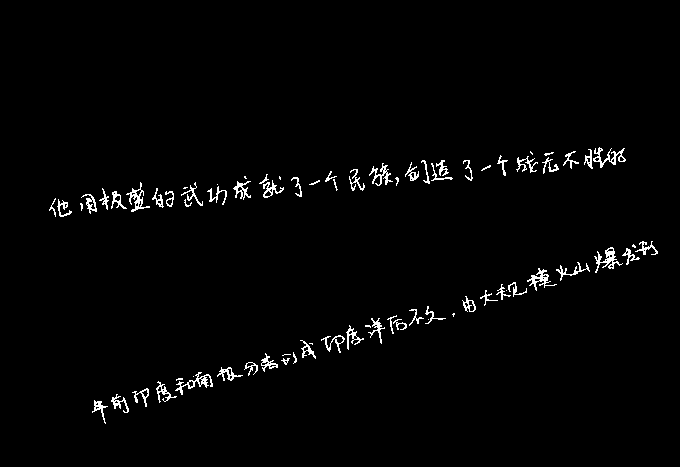 他用极盛的武功成就了一个民族,创造了一个战无不胜的
年前印度和南极分离形成印度洋后不久,由大规模火山爆发形